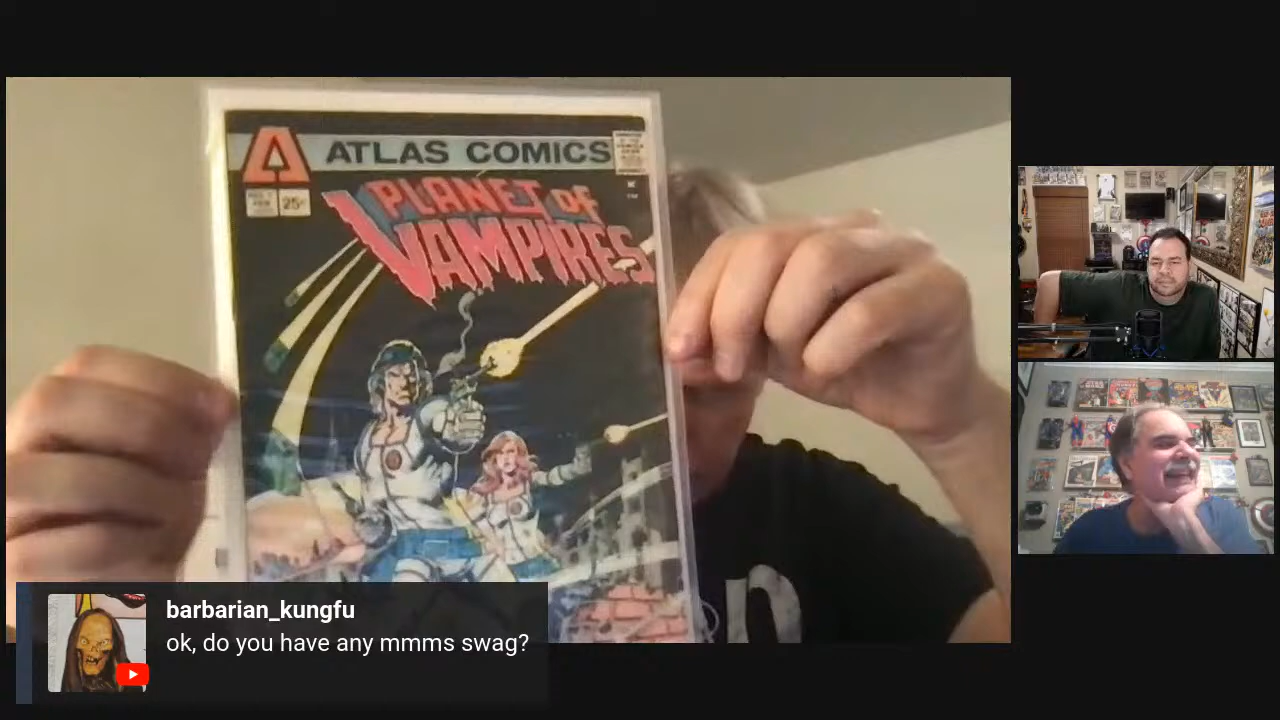 ATLAS COMICS
25¢
PLANET OF
VAMPIRES
barbarian_kungfu
ok, do you have any mmms swag?